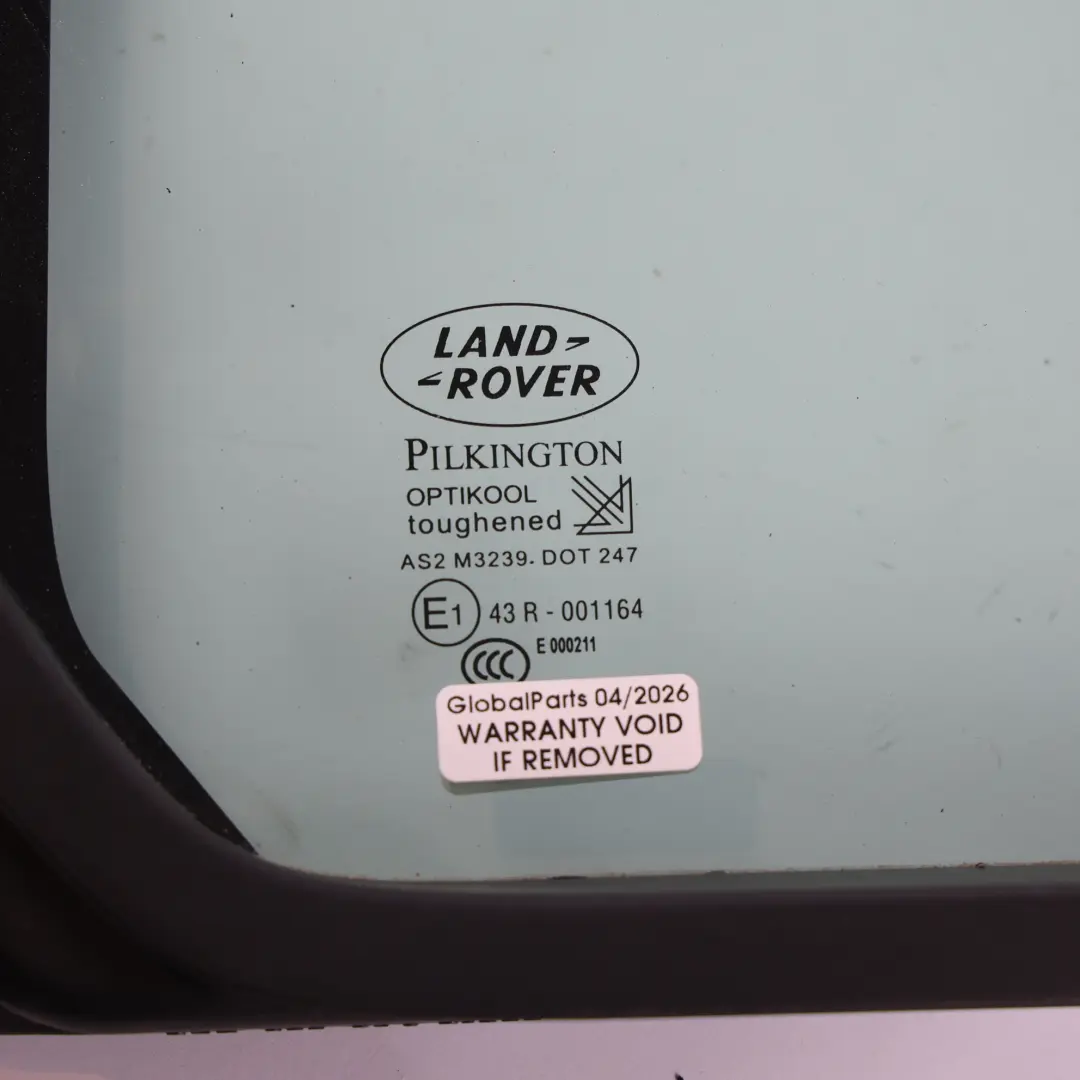 LAND
ROVER
PILKINGTON
OPTIKOOL
toughened
AS2 M3239. DOT 247
E1 43 R - 001164
E 000211
CCC
GlobalParts 04/2026
WARRANTY VOID
IF REMOVED